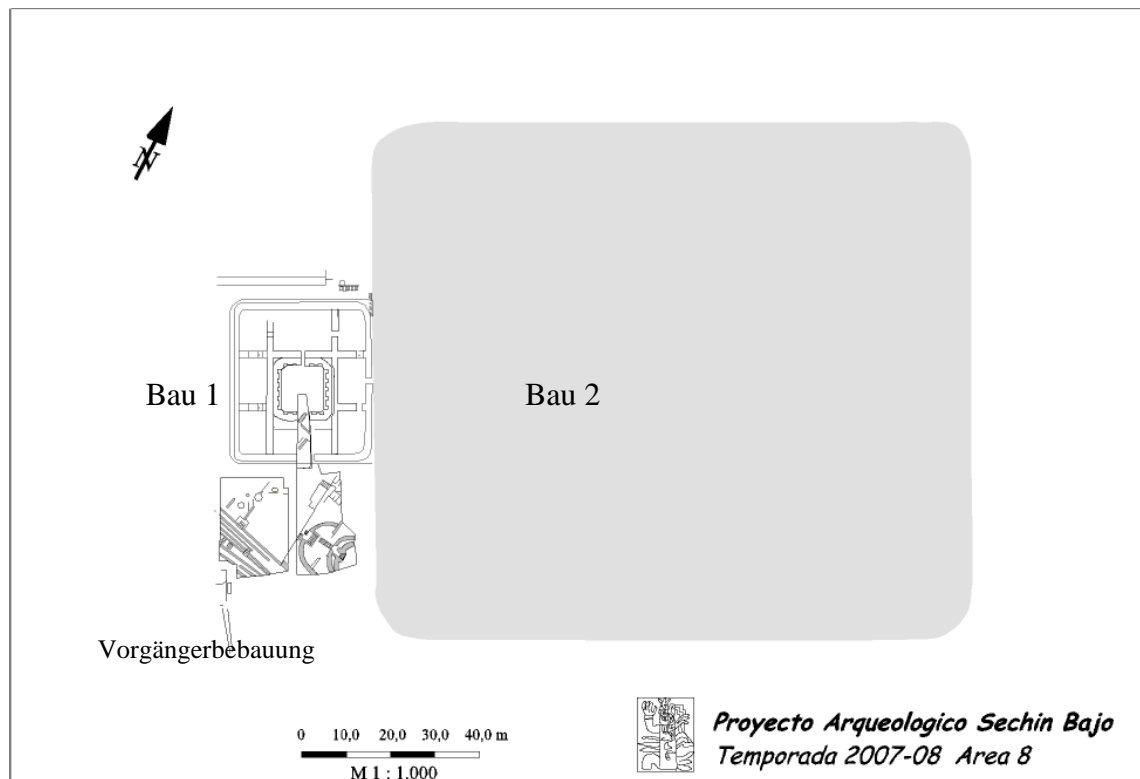 N
Bau 1
Bau 2
Vorgängerbebauung
0 10,0 20,0 30,0 40,0 m
M 1 : 1.000
Proyecto Arqueologico Sechin Bajo
Temporada 2007-08 Area 8